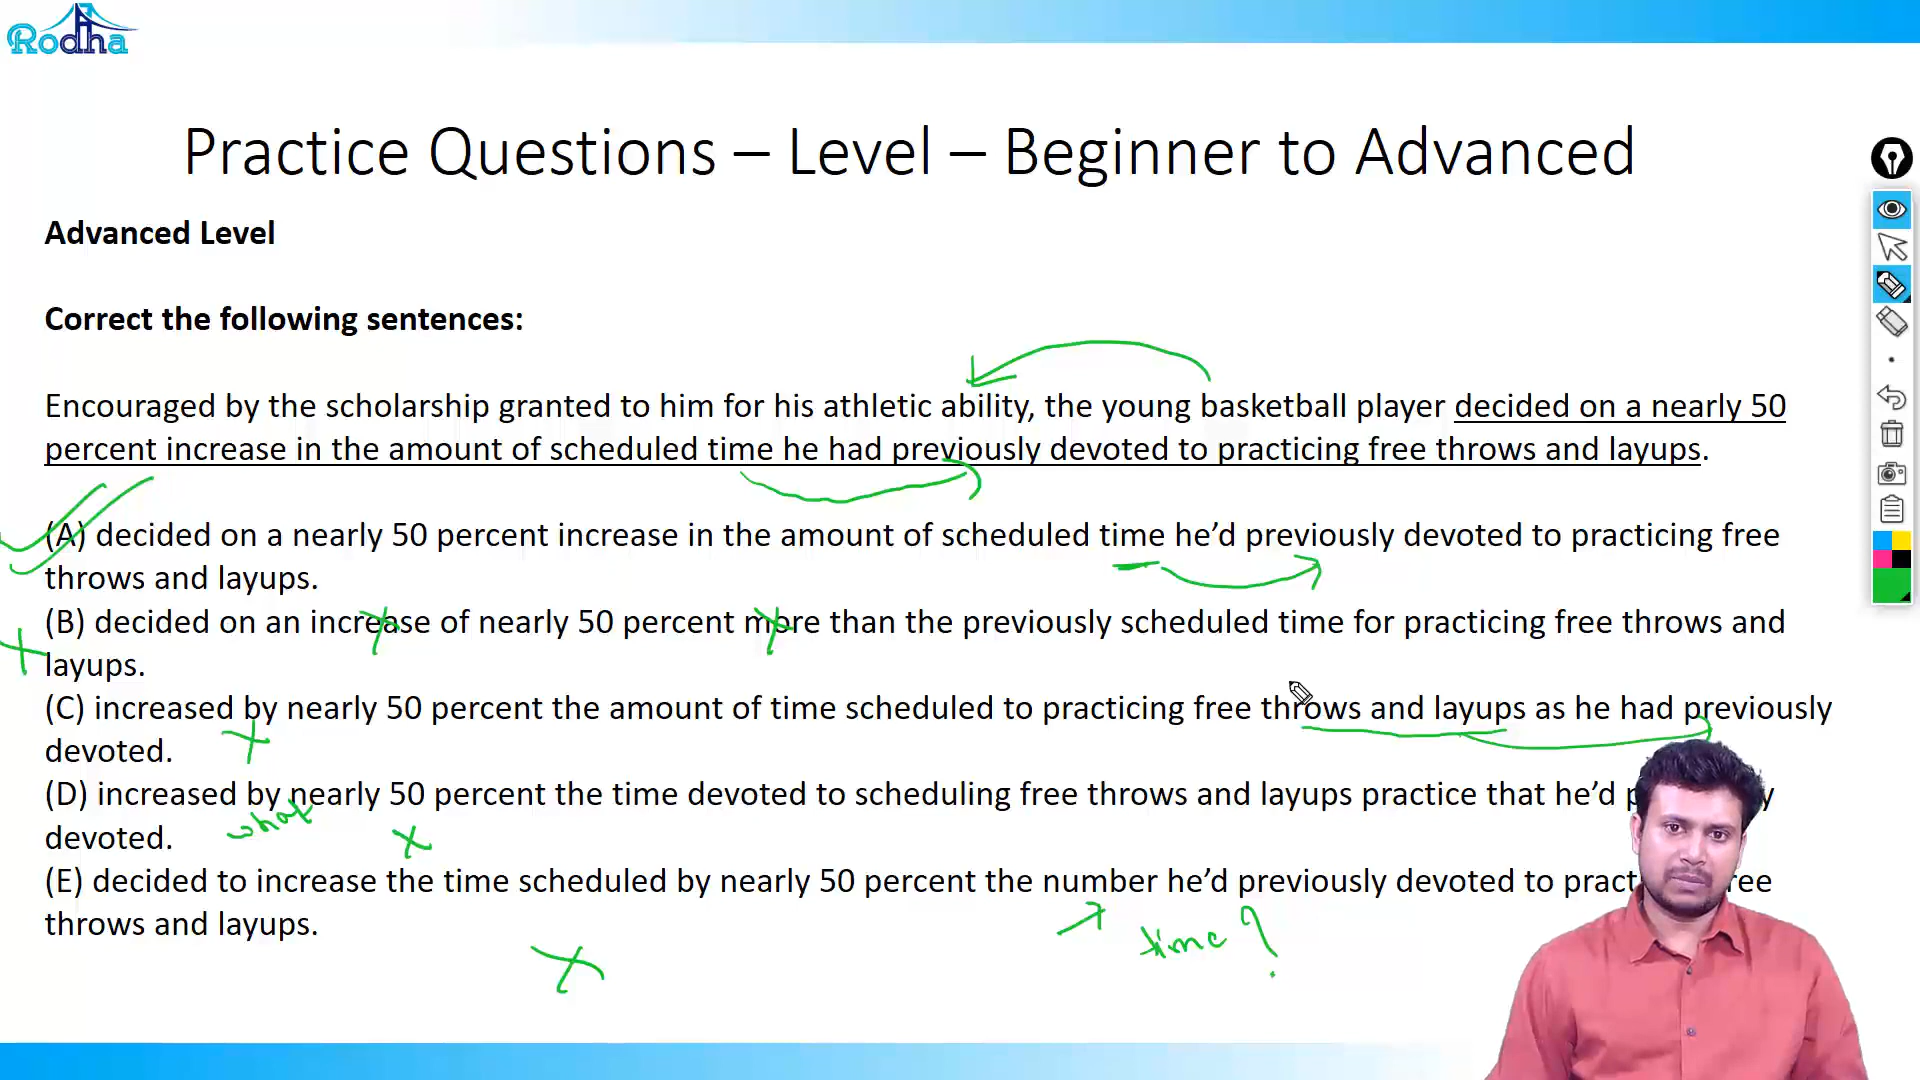 Rodha
Practice Questions – Level – Beginner to Advanced
Advanced Level
Correct the following sentences:
Encouraged by the scholarship granted to him for his athletic ability, the young basketball player decided on a nearly 50
percent increase in the amount of scheduled time he had previously devoted to practicing free throws and layups.
(A) decided on a nearly 50 percent increase in the amount of scheduled time he’d previously devoted to practicing free
throws and layups.
(B) decided on an increase of nearly 50 percent more than the previously scheduled time for practicing free throws and
layups.
(C) increased by nearly 50 percent the amount of time scheduled to practicing free throws and layups as he had previously
devoted.
(D) increased by nearly 50 percent the time devoted to scheduling free throws and layups practice that he’d
what
devoted.
(E) decided to increase the time scheduled by nearly 50 percent the number he’d previously devoted to
throws and layups.
time?